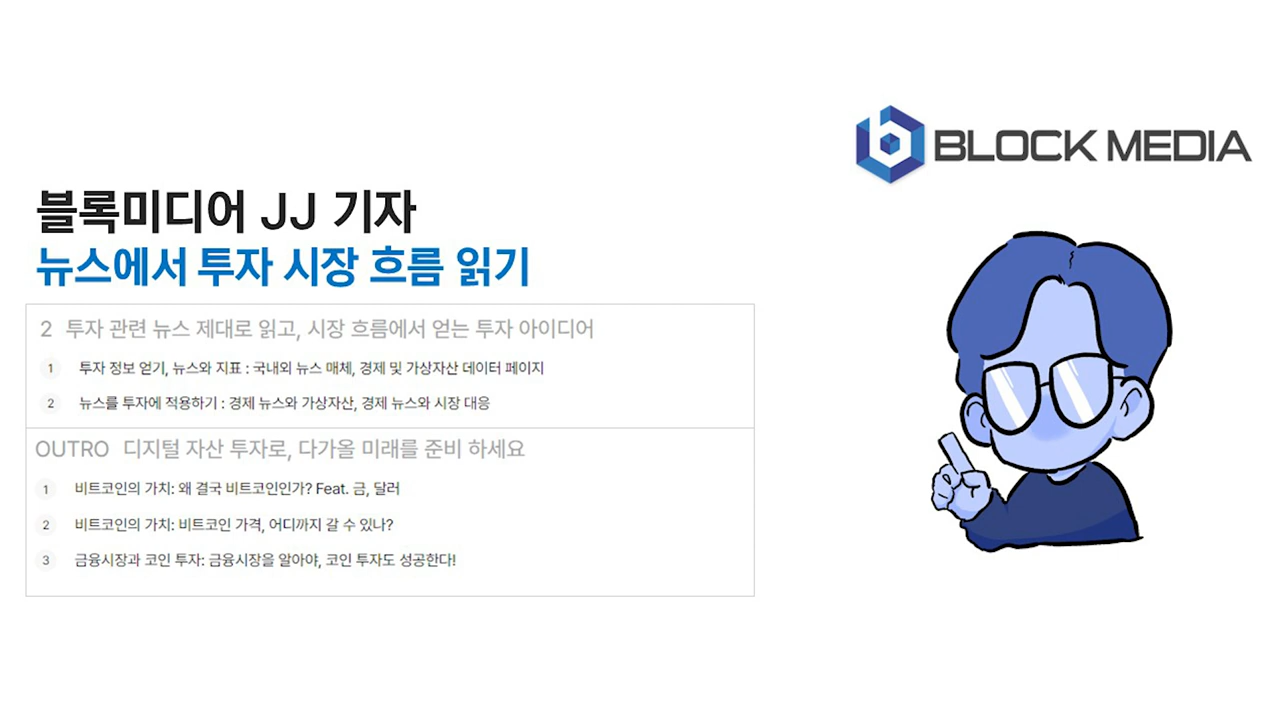 BLOCK MEDIA
블록미디어 JJ 기자
뉴스에서 투자 시장 흐름 읽기
2 투자 관련 뉴스 제대로 읽고, 시장 흐름에서 얻는 투자 아이디어
1 투자 정보 얻기, 뉴스와 지표 : 국내외 뉴스 매체, 경제 및 가상자산 데이터 페이지
2 뉴스를 투자에 적용하기 : 경제 뉴스와 가상자산, 경제 뉴스와 시장 대응
OUTRO 디지털 자산 투자로, 다가올 미래를 준비 하세요
1 비트코인의 가치: 왜 결국 비트코인인가? Feat. 금, 달러
2 비트코인의 가치: 비트코인 가격, 어디까지 갈 수 있나?
3 금융시장과 코인 투자: 금융시장을 알아야, 코인 투자도 성공한다!